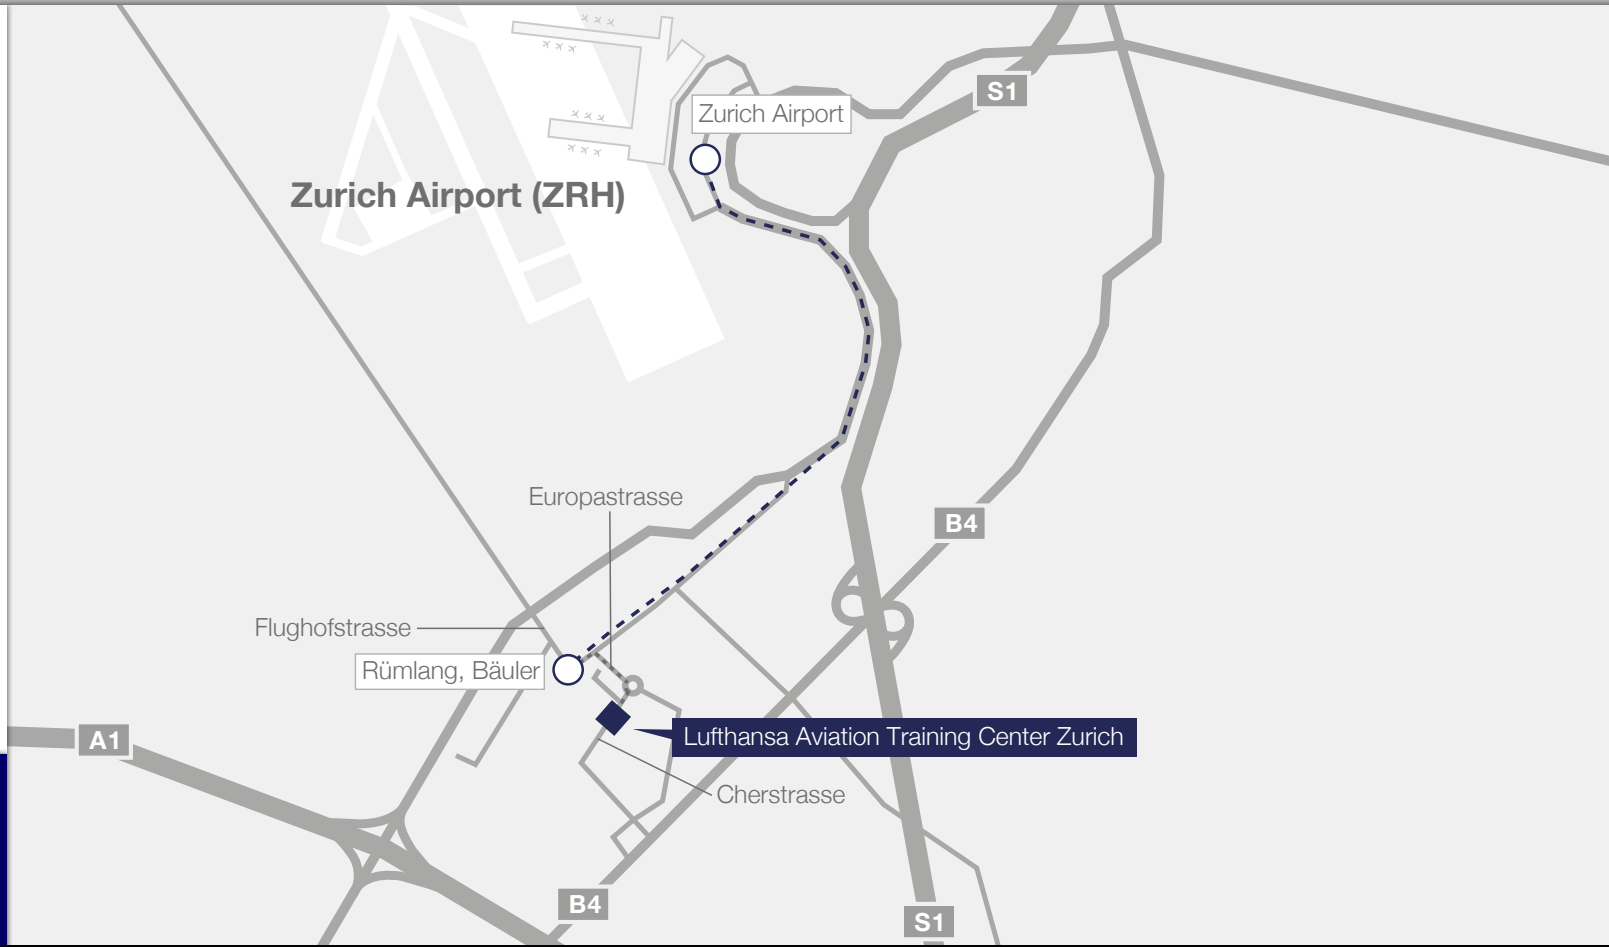 S1
Zurich Airport
Zurich Airport (ZRH)
Europastrasse
B4
Flughofstrasse
Rümlang, Bäuler
A1
Lufthansa Aviation Training Center Zurich
Cherstrasse
B4
S1